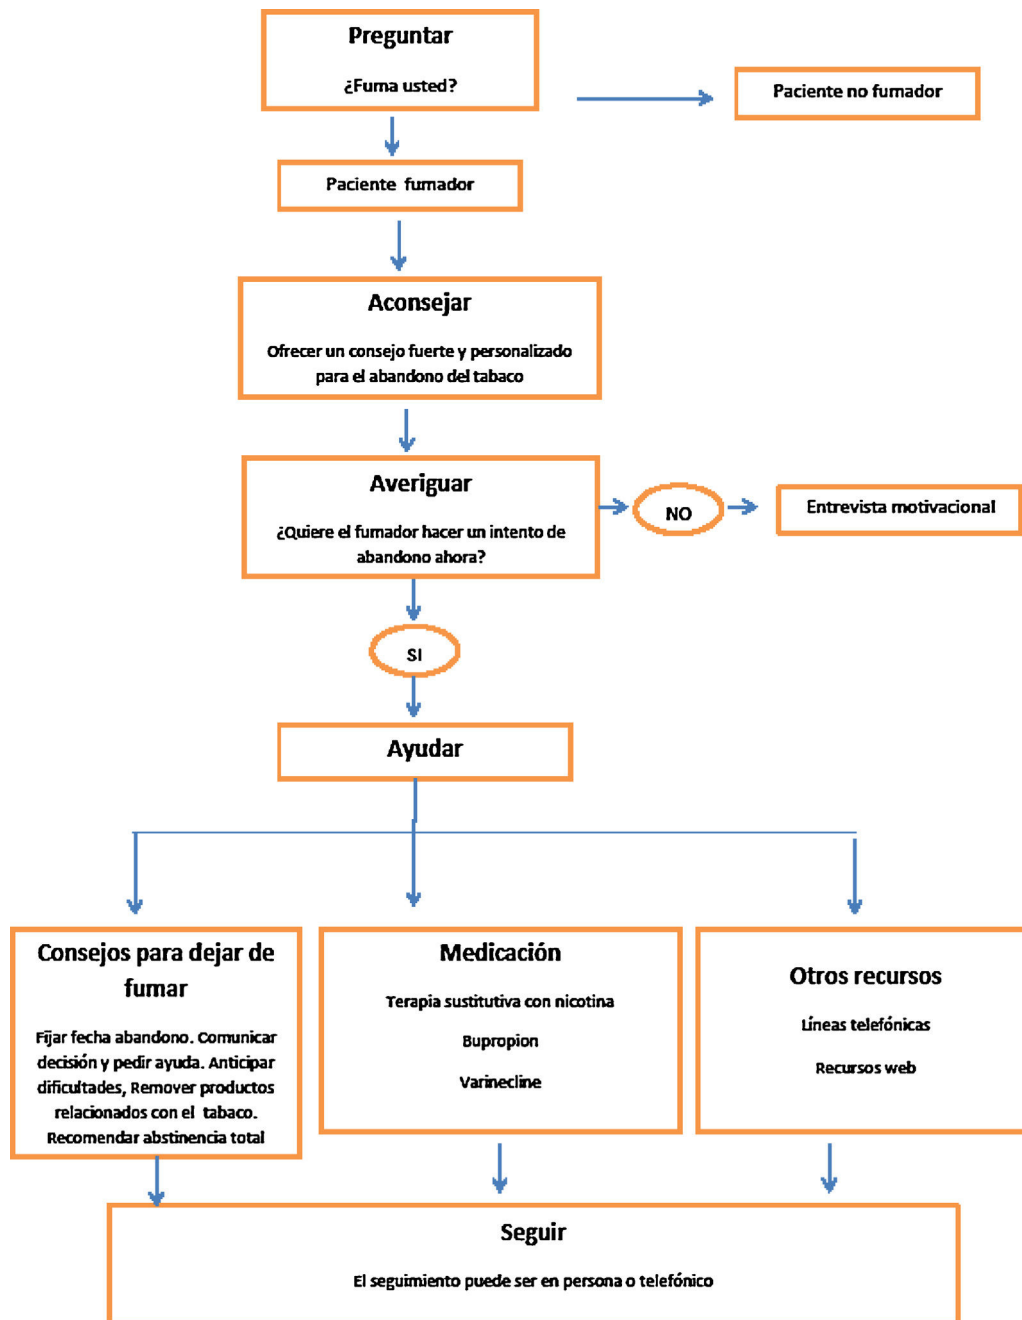 Preguntar
¿Fuma usted?
Paciente no fumador
Paciente fumador
Aconsejar
Ofrecer un consejo fuerte y personalizado
para el abandono del tabaco
Averiguar
¿Quiere el fumador hacer un intento de
abandono ahora?
NO
Entrevista motivacional
SI
Ayudar
Consejos para dejar de
fumar
Fijar fecha abandono. Comunicar
decisión y pedir ayuda. Anticipar
dificultades, Remover productos
relacionados con el tabaco.
Recomendar abstinencia total
Medicación
Terapia sustitutiva con nicotina
Bupropion
Varinecline
Otros recursos
Líneas telefónicas
Recursos web
Seguir
El seguimiento puede ser en persona o telefónico